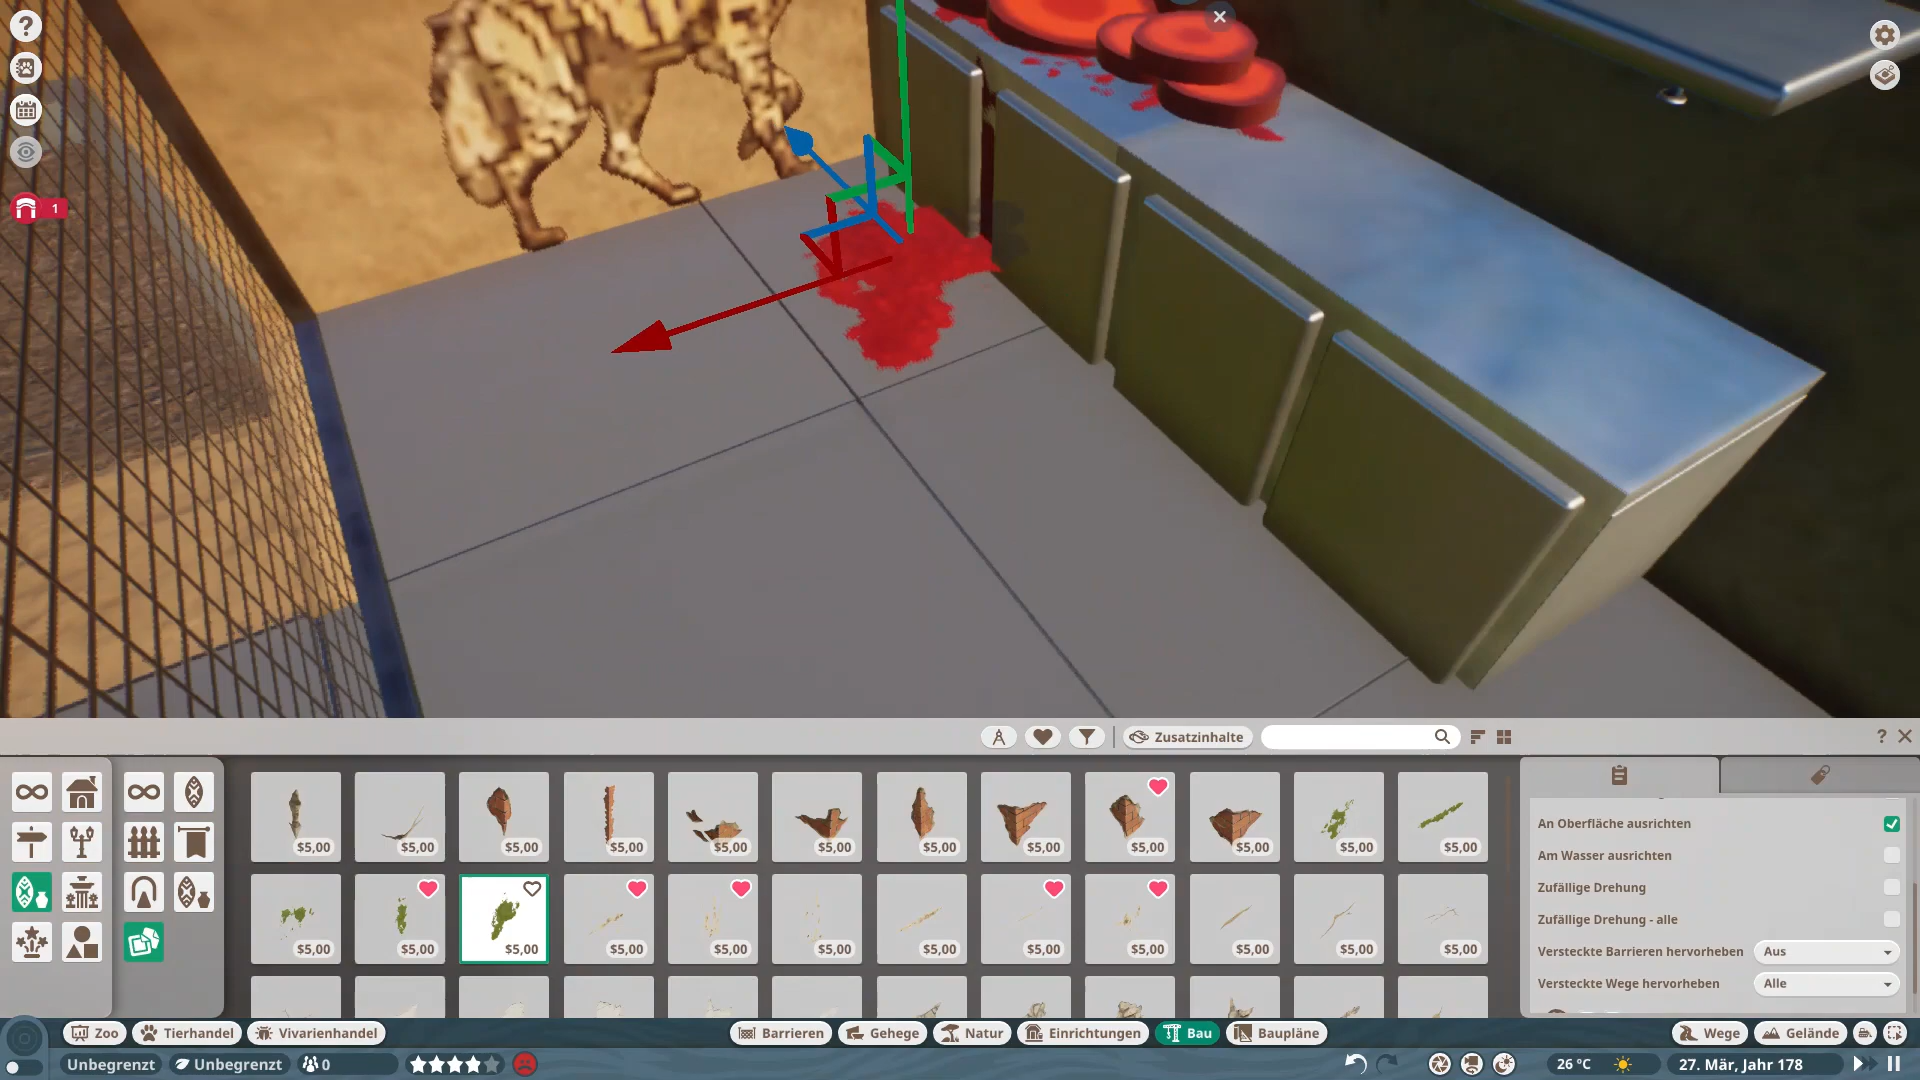 ?
1
Zusatzinhalte
?
$5,00 $5,00 $5,00 $5,00 $5,00 $5,00 $5,00 $5,00 $5,00 $5,00 $5,00 $5,00
$5,00 $5,00 $5,00 $5,00 $5,00 $5,00 $5,00 $5,00 $5,00 $5,00 $5,00 $5,00
An Oberfläche ausrichten
Am Wasser ausrichten
Zufällige Drehung
Zufällige Drehung - alle
Versteckte Barrieren hervorheben Aus
Versteckte Wege hervorheben Alle
Zoo Tierhandel Vivarienhandel Barrieren Gehege Natur Einrichtungen Bau Baupläne Wege Gelände
Unbegrenzt Unbegrenzt 0 26 °C 27. Mär, Jahr 178